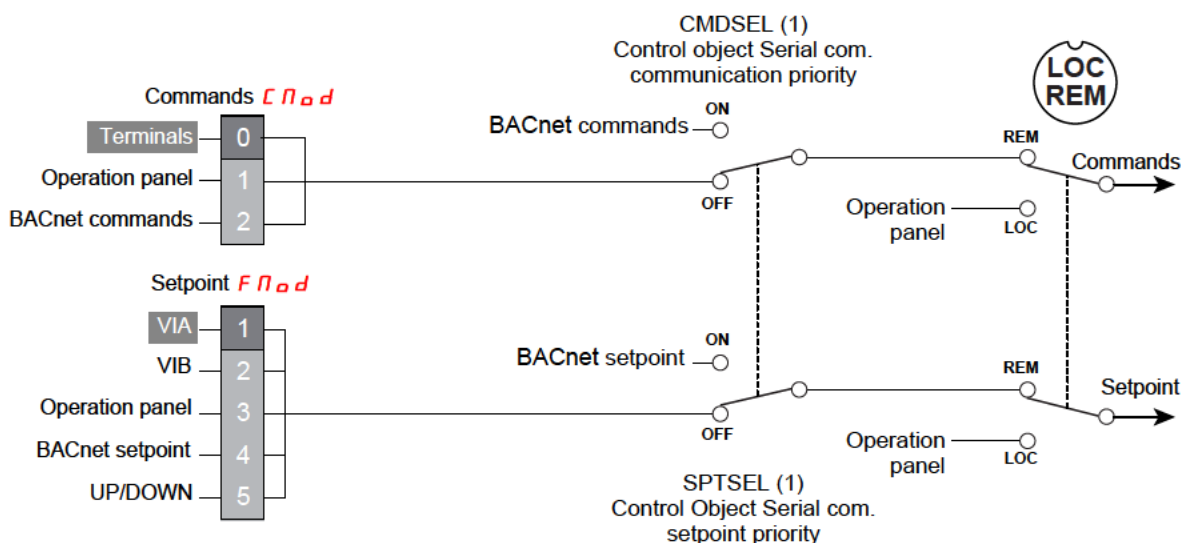 CMDSEL (1)
Control object Serial com.
communication priority
LOC
REM
Commands CMod
ON
BACnet commands
Terminals 0
REM
Commands
Operation panel 1
OFF
BACnet commands 2
Operation
panel
LOC
Setpoint FMod
VIA 1
ON
BACnet setpoint
VIB 2
REM
Setpoint
Operation panel 3
OFF
BACnet setpoint 4
Operation
panel
LOC
UP/DOWN 5
SPTSEL (1)
Control Object Serial com.
setpoint priority